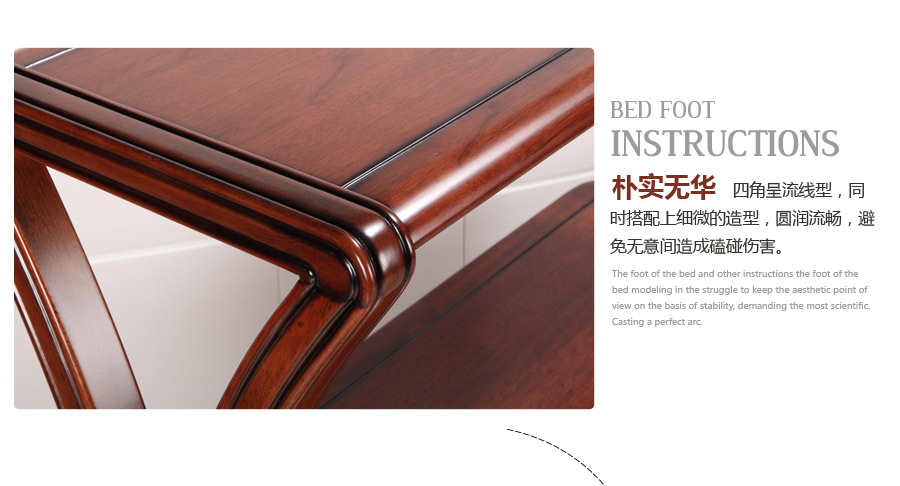 BED FOOT
INSTRUCTIONS
朴实无华 四角呈流线型，同
时搭配上细微的造型，圆润流畅，避
免无意间造成磕碰伤害。
The foot of the bed and other instructions the foot of the
bed modeling in the struggle to keep the aesthetic point of
view on the basis of stability, demanding the most scientific.
Casting a perfect arc.